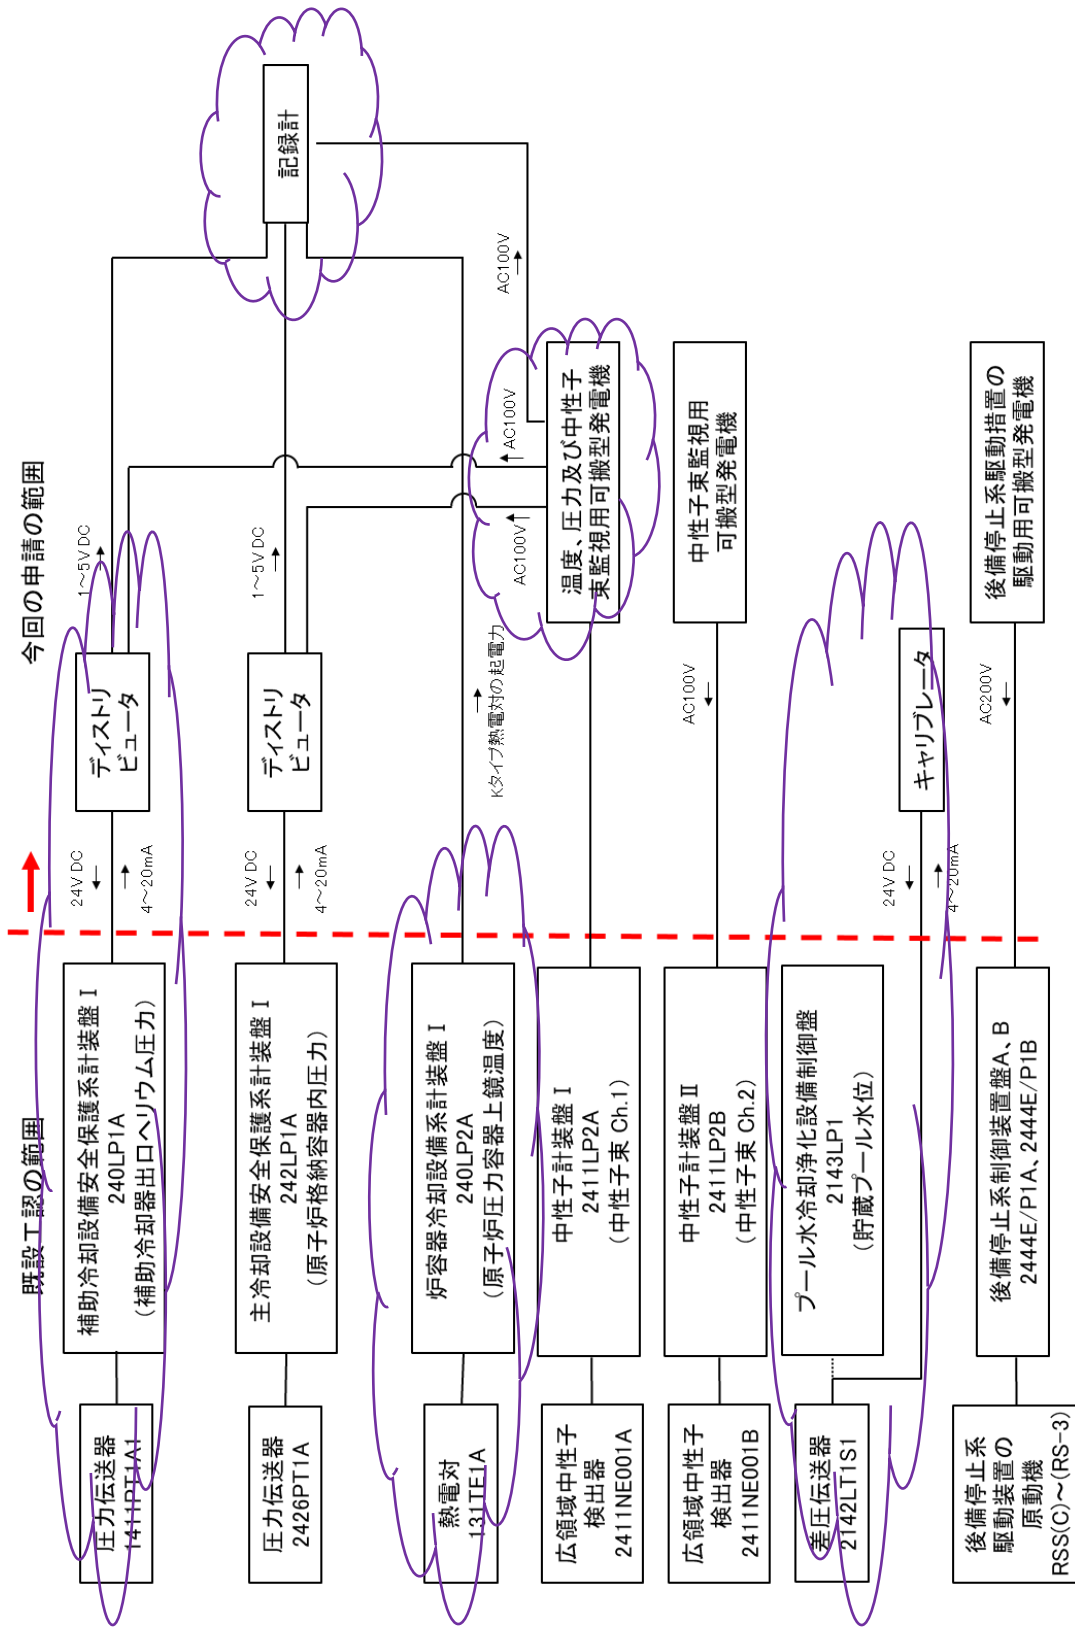 既設工認の範囲
今回の申請の範囲
圧力伝送器
1411PT1A1
補助冷却設備安全保護系計装盤Ⅰ
240LP1A
（補助冷却器出口ヘリウム圧力）
24V DC
←
→
4～20mA
ディストリ
ビュータ
1～5V DC
→
記録計
圧力伝送器
2426PT1A
主冷却設備安全保護系計装盤Ⅰ
242LP1A
（原子炉格納容器内圧力）
24V DC
←
→
4～20mA
ディストリ
ビュータ
1～5V DC
→
熱電対
131TE1A
炉容器冷却設備系計装盤Ⅰ
240LP2A
（原子炉圧力容器上鏡温度）
→
Kタイプ熱電対の起電力
AC100V
AC100V
AC100V
→
広領域中性子
検出器
2411NE001A
中性子計装盤Ⅰ
2411LP2A
（中性子束 Ch.1）
温度、圧力及び中性子
束監視用可搬型発電機
広領域中性子
検出器
2411NE001B
中性子計装盤Ⅱ
2411LP2B
（中性子束 Ch.2）
AC100V
←
中性子束監視用
可搬型発電機
差圧伝送器
2142LT1S1
プール水冷却浄化設備制御盤
2143LP1
（貯蔵プール水位）
24V DC
←
→
4～20mA
キャリブレータ
後備停止系
駆動装置の
原動機
RSS(C)～(RS-3)
後備停止系制御装置盤A、B
2444E/P1A、2444E/P1B
AC200V
←
後備停止系駆動措置の
駆動用可搬型発電機